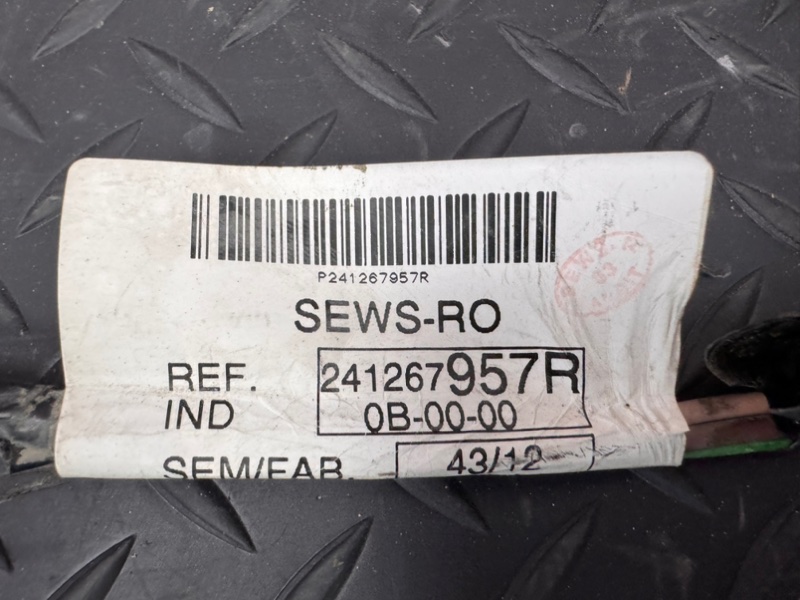 P241267957R
SEWS-RO
REF. 241267957R
IND 0B-00-00
SEM/FAB. 43/12